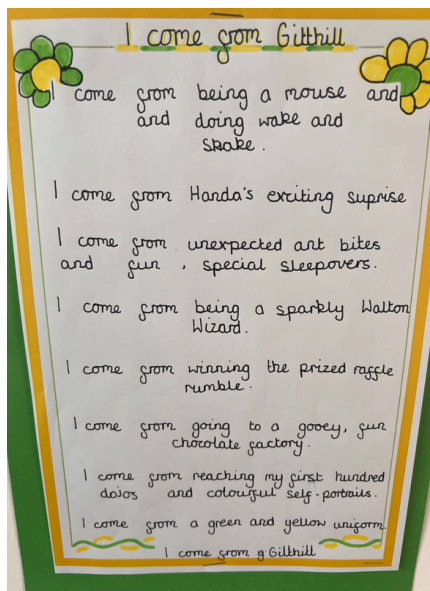 I come from Gilthill
I come from being a mouse and
and doing wake and
shake.
I come from Handa's exciting suprise
I come from unexpected ant bites
and fun, special sleepovers.
I come from being a sparkly Walton
Wizard.
I come from winning the prized raffle
rumble.
I come from going to a gooey, fun
chocolate factory.
I come from reaching my first hundred
dojos and colourful self-portraits.
I come from a green and yellow uniform.
I come from g Gilthill